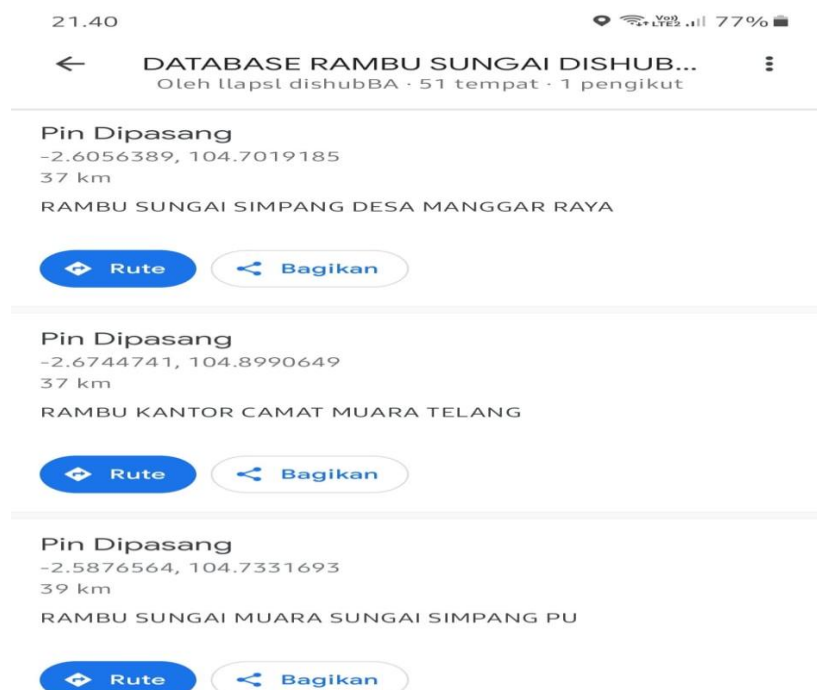 21.40
Vo)) LTE2 77%
DATABASE RAMBU SUNGAI DISHUB...
Oleh llapsl dishubBA · 51 tempat · 1 pengikut
Pin Dipasang
-2.6056389, 104.7019185
37 km
RAMBU SUNGAI SIMPANG DESA MANGGAR RAYA
Rute Bagikan
Pin Dipasang
-2.6744741, 104.8990649
37 km
RAMBU KANTOR CAMAT MUARA TELANG
Rute Bagikan
Pin Dipasang
-2.5876564, 104.7331693
39 km
RAMBU SUNGAI MUARA SUNGAI SIMPANG PU
Rute Bagikan